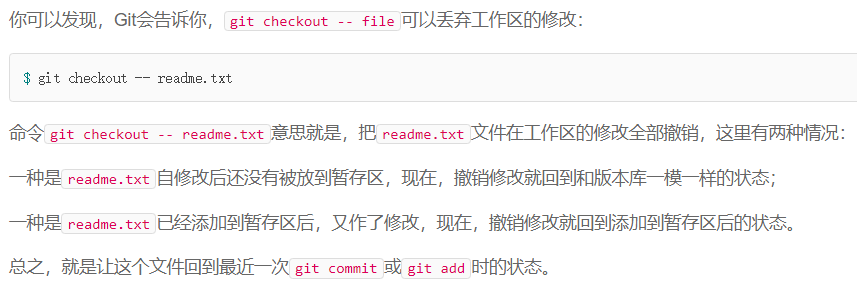 你可以发现，Git会告诉你，git checkout -- file可以丢弃工作区的修改：
$ git checkout -- readme.txt
命令git checkout -- readme.txt意思就是，把readme.txt文件在工作区的修改全部撤销，这里有两种情况：
一种是readme.txt自修改后还没有被放到暂存区，现在，撤销修改就回到和版本库一模一样的状态；
一种是readme.txt已经添加到暂存区后，又作了修改，现在，撤销修改就回到添加到暂存区后的状态。
总之，就是让这个文件回到最近一次git commit或git add时的状态。